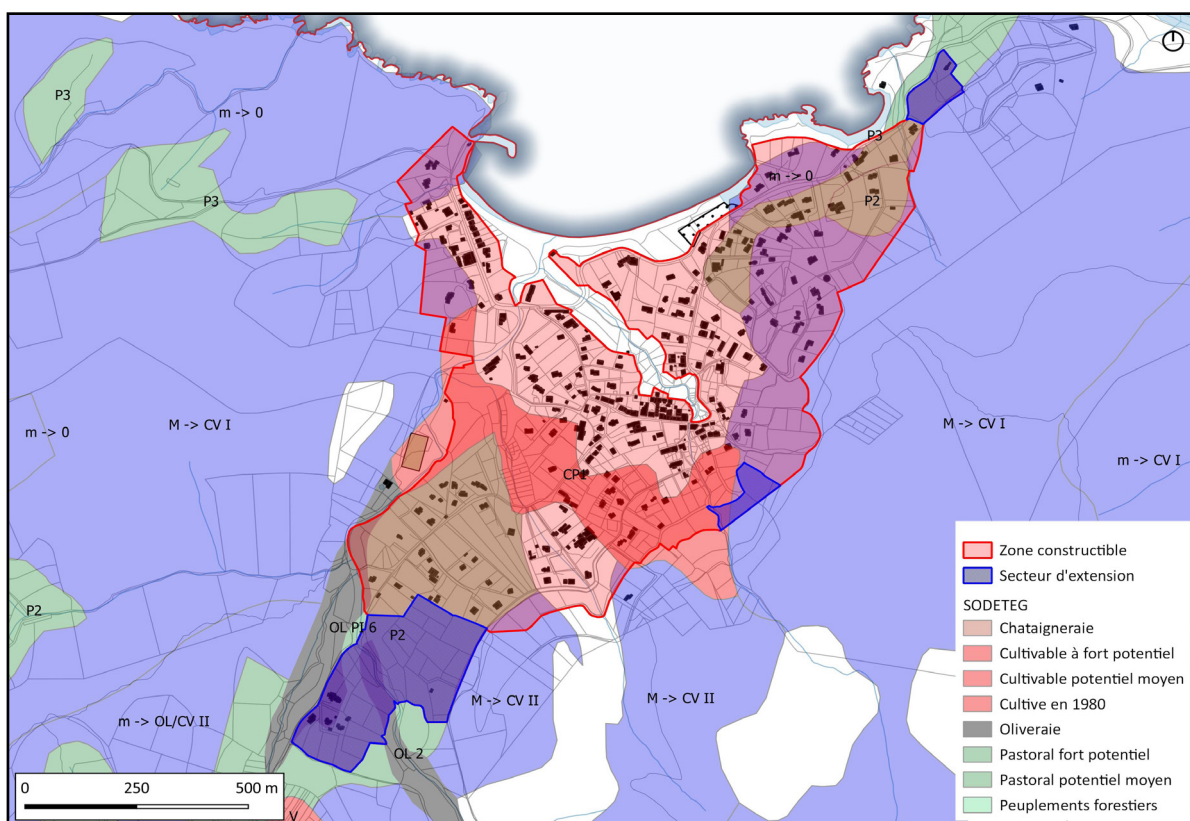 P3
m -> 0
P3
P3
m -> 0
P2
M -> CV I
M -> CV I
m -> 0
m -> CV I
CP1
P2
OL PI 6
P2
M -> CV II
M -> CV II
m -> OL/CV II
OL 2
V
0 250 500 m
Zone constructible
Secteur d'extension
SODETEG
Chataigneraie
Cultivable à fort potentiel
Cultivable potentiel moyen
Cultive en 1980
Oliveraie
Pastoral fort potentiel
Pastoral potentiel moyen
Peuplements forestiers